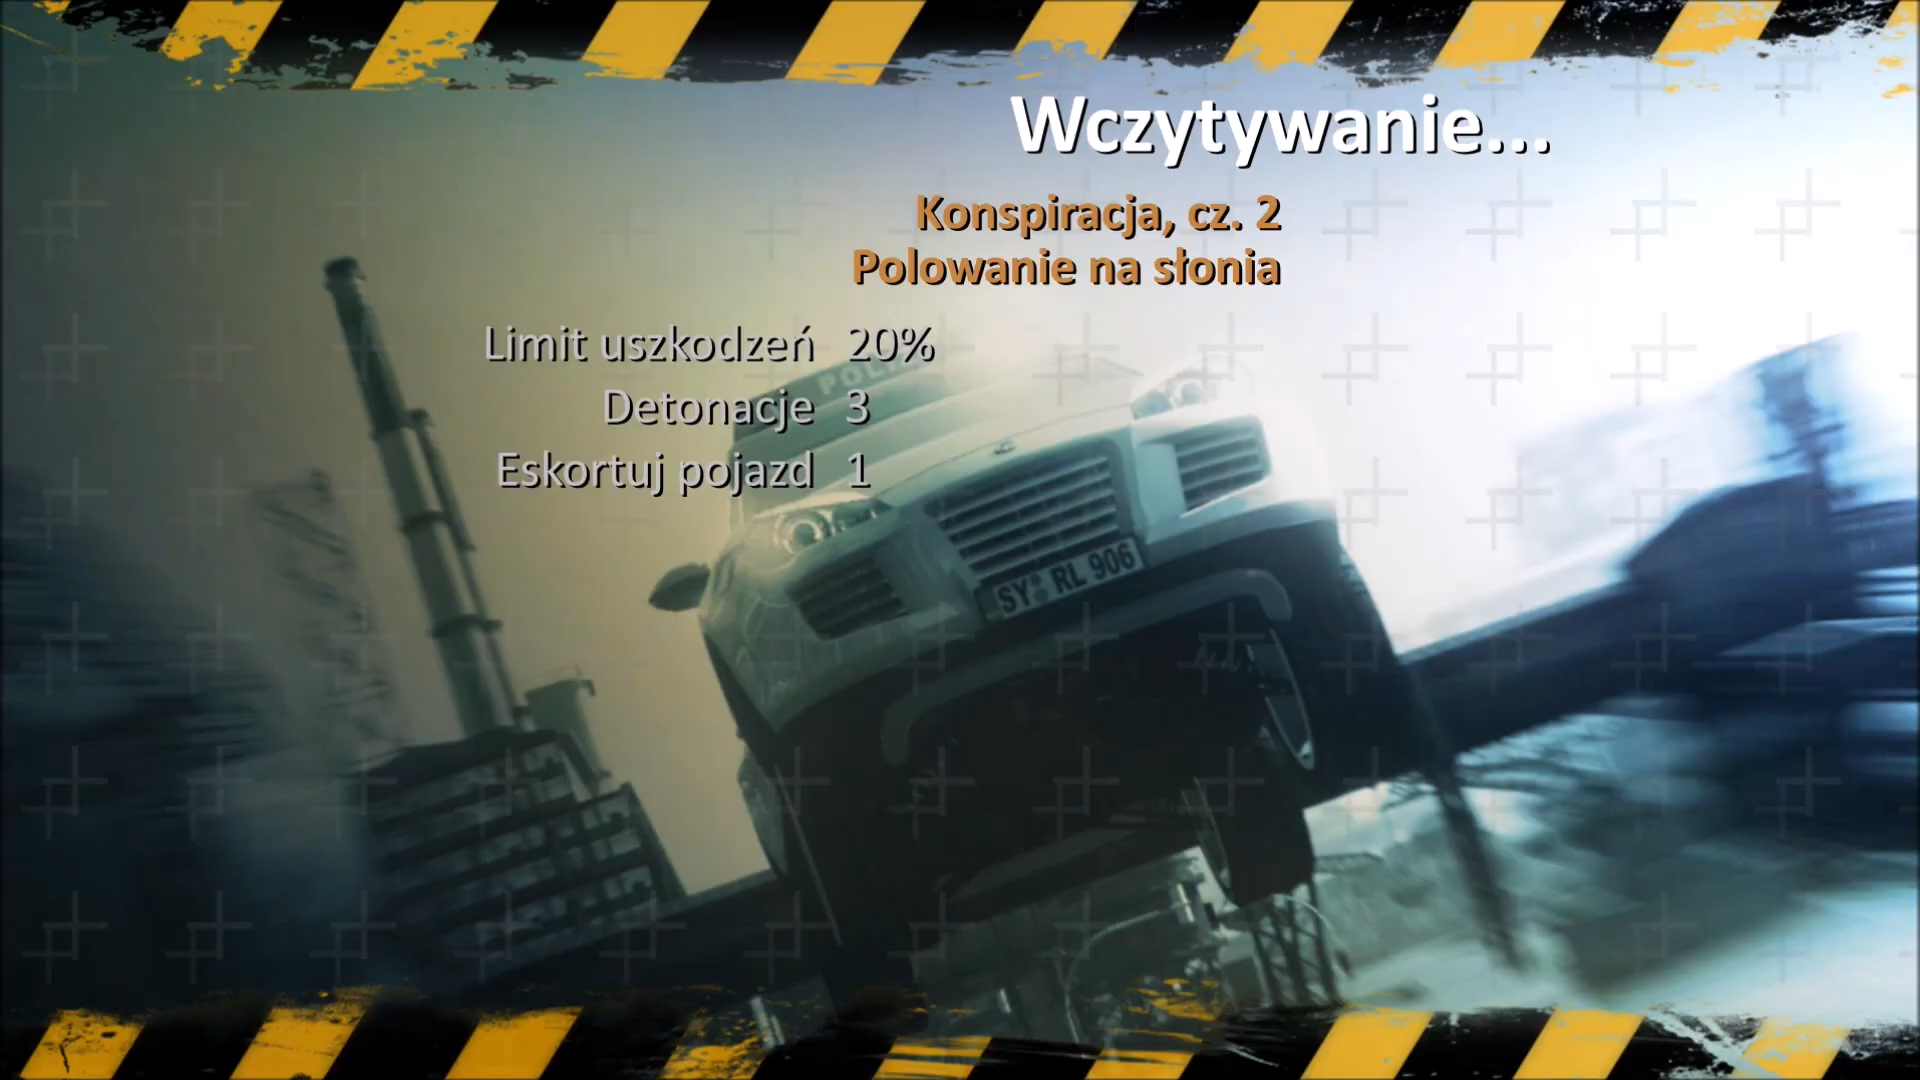 Wczytywanie...
Konspiracja, cz. 2
Polowanie na słonia
Limit uszkodzeń 20%
Detonacje 3
Eskortuj pojazd 1
SY RL 906